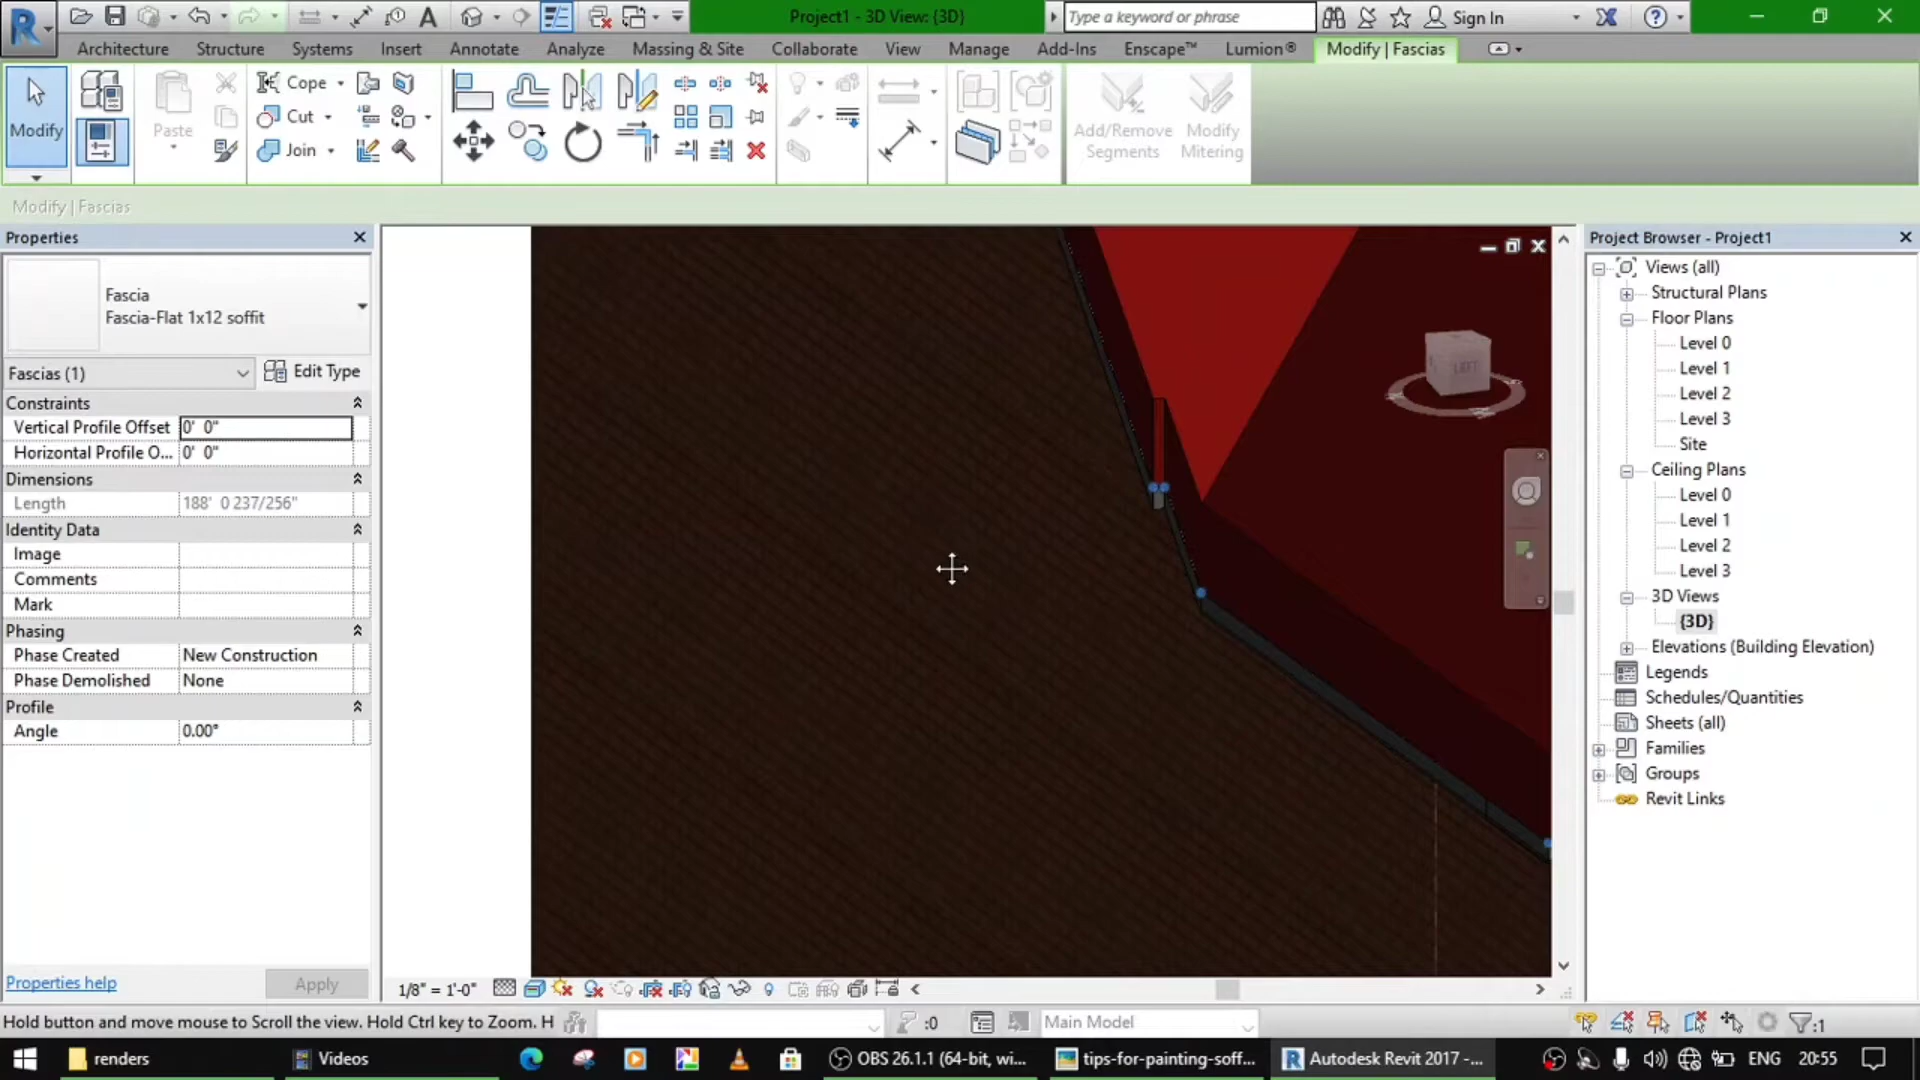 Project1 - 3D View: {3D}
Type a keyword or phrase
Sign In
Architecture
Structure
Systems
Insert
Annotate
Analyze
Massing & Site
Collaborate
View
Manage
Add-Ins
Enscape™
Lumion®
Modify | Fascias
Modify
Paste
Cope
Cut
Join
Add/Remove
Segments
Modify
Mitering
Modify | Fascias
Properties
Fascia
Fascia-Flat 1x12 soffit
Fascias (1)
Edit Type
Constraints
Vertical Profile Offset 0'  0"
Horizontal Profile O... 0'  0"
Dimensions
Length 188'  0 237/256"
Identity Data
Image
Comments
Mark
Phasing
Phase Created New Construction
Phase Demolished None
Profile
Angle 0.00°
Properties help
Apply
LEFT
1/8" = 1'-0"
Project Browser - Project1
Views (all)
Structural Plans
Floor Plans
Level 0
Level 1
Level 2
Level 3
Site
Ceiling Plans
Level 0
Level 1
Level 2
Level 3
3D Views
{3D}
Elevations (Building Elevation)
Legends
Schedules/Quantities
Sheets (all)
Families
Groups
Revit Links
Hold button and move mouse to Scroll the view. Hold Ctrl key to Zoom. H
:0
Main Model
:1
renders
Videos
OBS 26.1.1 (64-bit, wi...
tips-for-painting-soff...
Autodesk Revit 2017 -...
ENG
20:55